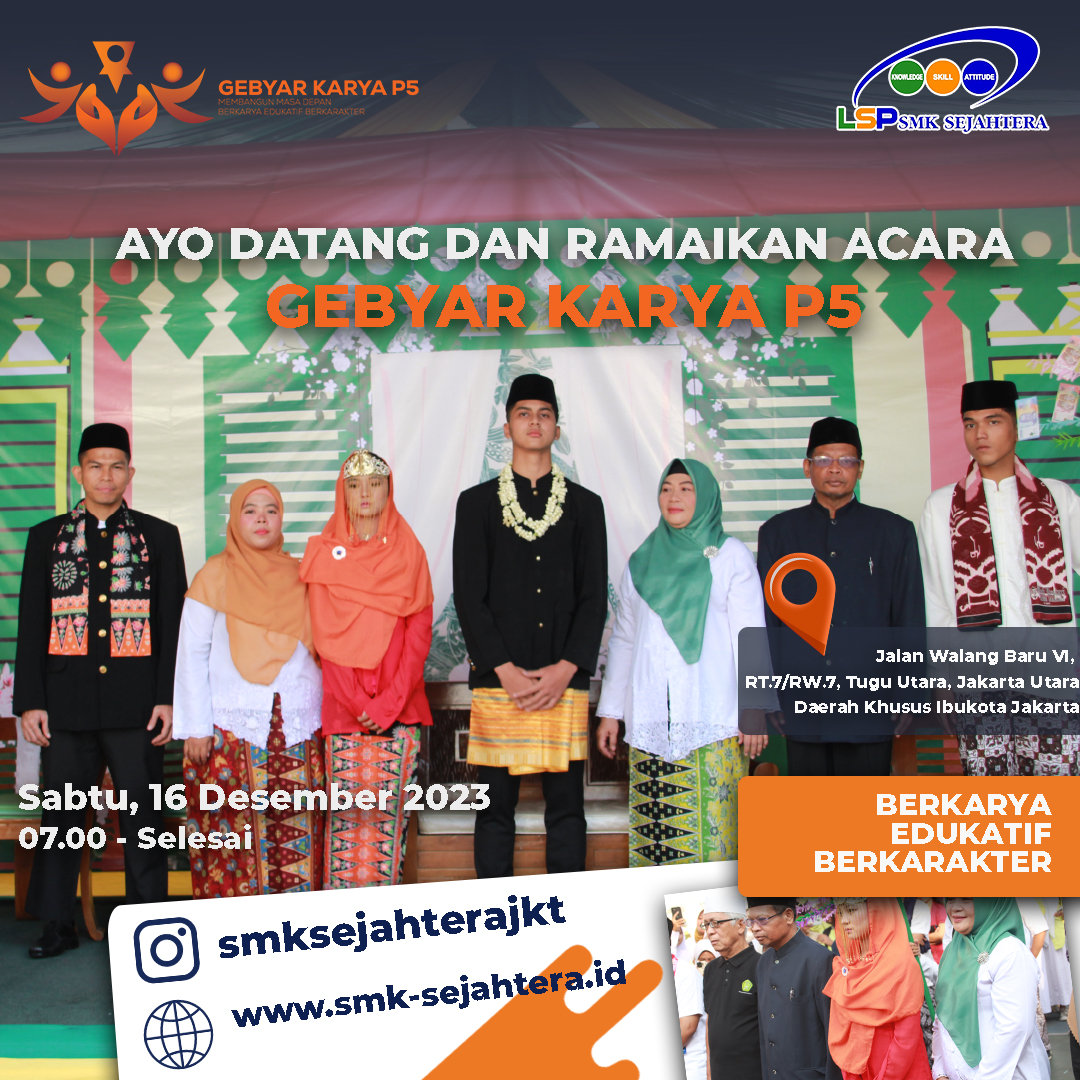 GEBYAR KARYA P5
MEMBANGUN MASA DEPAN
BERKARYA EDUKATIF BERKARAKTER
KNOWLEDGE
SKILL
ATTITUDE
LSP SMK SEJAHTERA
AYO DATANG DAN RAMAIKAN ACARA
GEBYAR KARYA P5
Jalan Walang Baru VI,
RT.7/RW.7, Tugu Utara, Jakarta Utara
Daerah Khusus Ibukota Jakarta
Sabtu, 16 Desember 2023
07.00 - Selesai
BERKARYA
EDUKATIF
BERKARAKTER
smksejahterajkt
www.smk-sejahtera.id